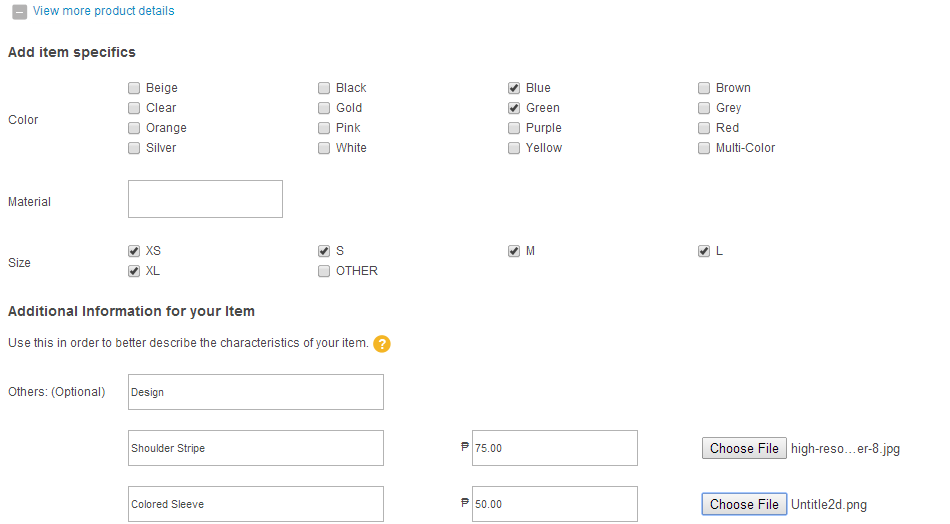 View more product details
Add item specifics
Color
Beige Black Blue Brown
Clear Gold Green Grey
Orange Pink Purple Red
Silver White Yellow Multi-Color
Material
Size
XS S M L
XL OTHER
Additional Information for your Item
Use this in order to better describe the characteristics of your item. ?
Others: (Optional) Design
Shoulder Stripe ₱ 75.00 Choose File high-reso…er-8.jpg
Colored Sleeve ₱ 50.00 Choose File Untitle2d.png